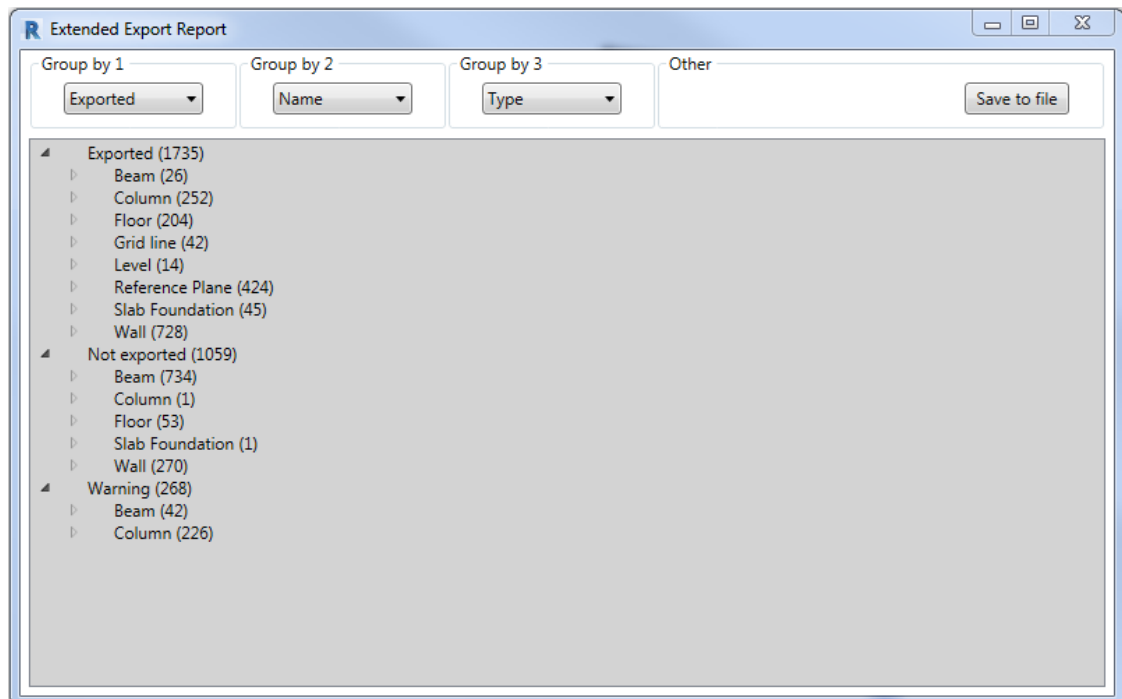 Extended Export Report
Group by 1 Group by 2 Group by 3 Other
Exported Name Type Save to file
Exported (1735)
Beam (26)
Column (252)
Floor (204)
Grid line (42)
Level (14)
Reference Plane (424)
Slab Foundation (45)
Wall (728)
Not exported (1059)
Beam (734)
Column (1)
Floor (53)
Slab Foundation (1)
Wall (270)
Warning (268)
Beam (42)
Column (226)